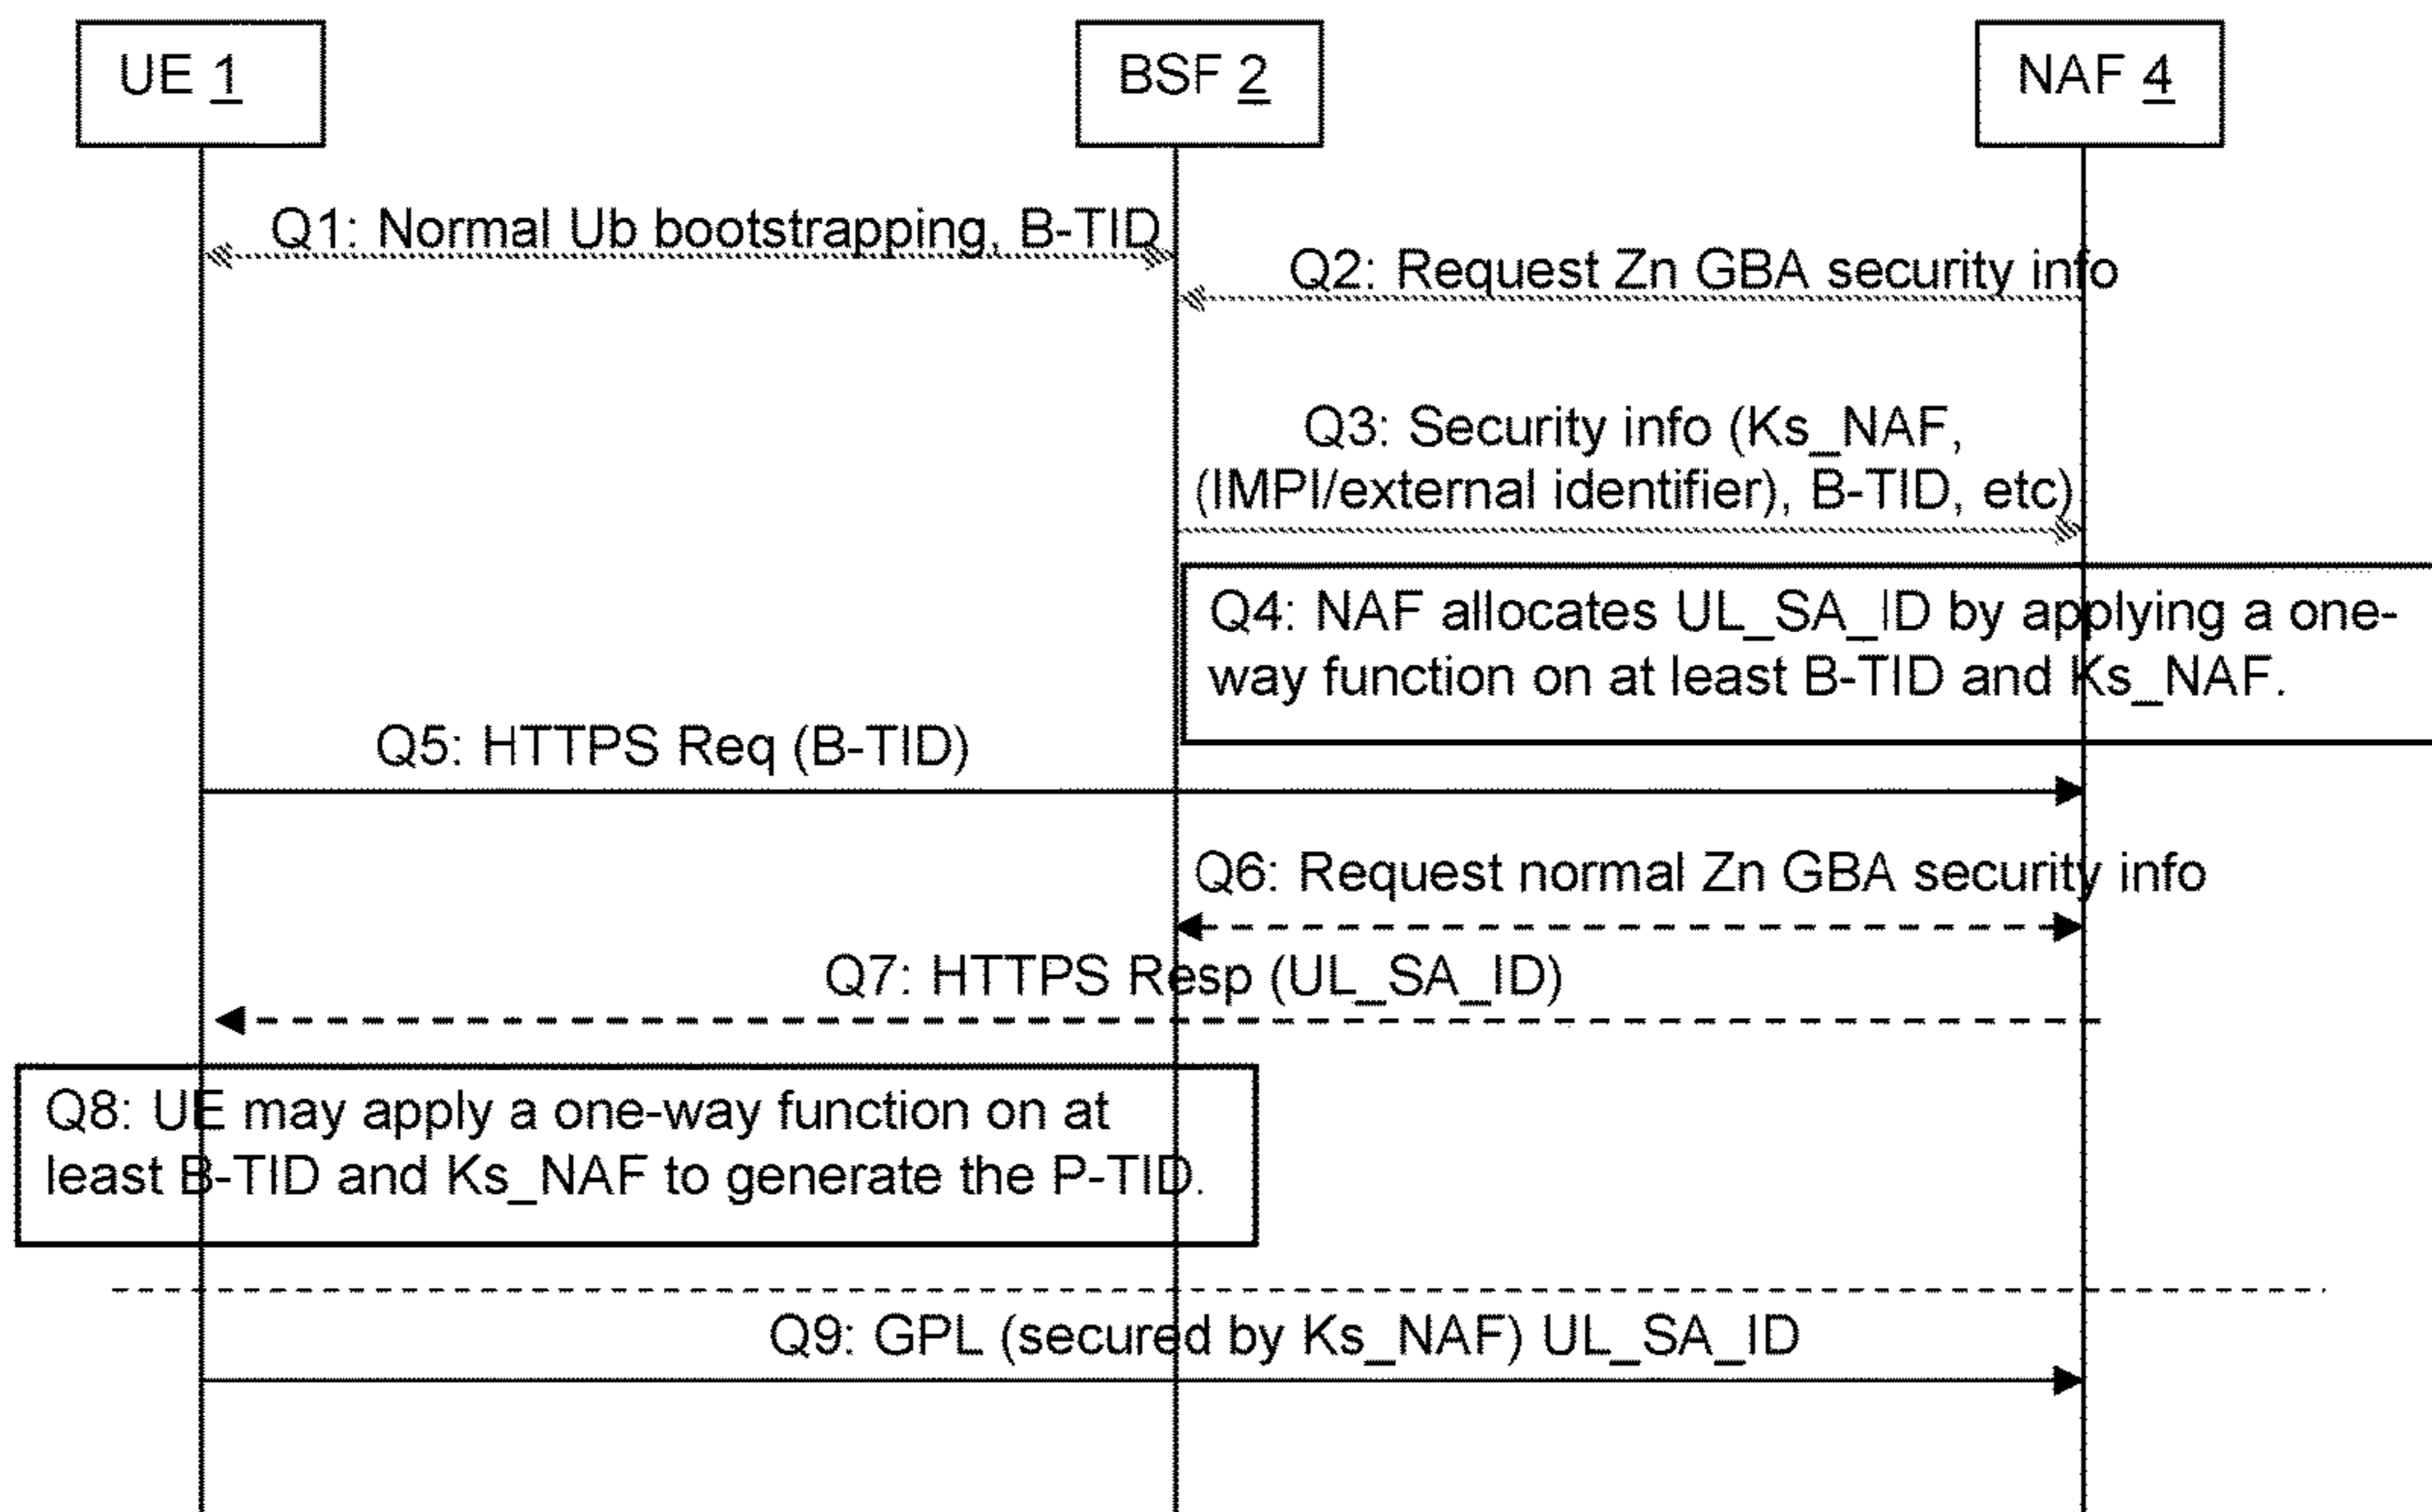 UE 1
BSF 2
NAF 4
Q1: Normal Ub bootstrapping, B-TID
Q2: Request Zn GBA security info
Q3: Security info (Ks_NAF,
(IMPI/external identifier), B-TID, etc)
Q4: NAF allocates UL_SA_ID by applying a one-
way function on at least B-TID and Ks_NAF.
Q5: HTTPS Req (B-TID)
Q6: Request normal Zn GBA security info
Q7: HTTPS Resp (UL_SA_ID)
Q8: UE may apply a one-way function on at
least B-TID and Ks_NAF to generate the P-TID.
Q9: GPL (secured by Ks_NAF) UL_SA_ID